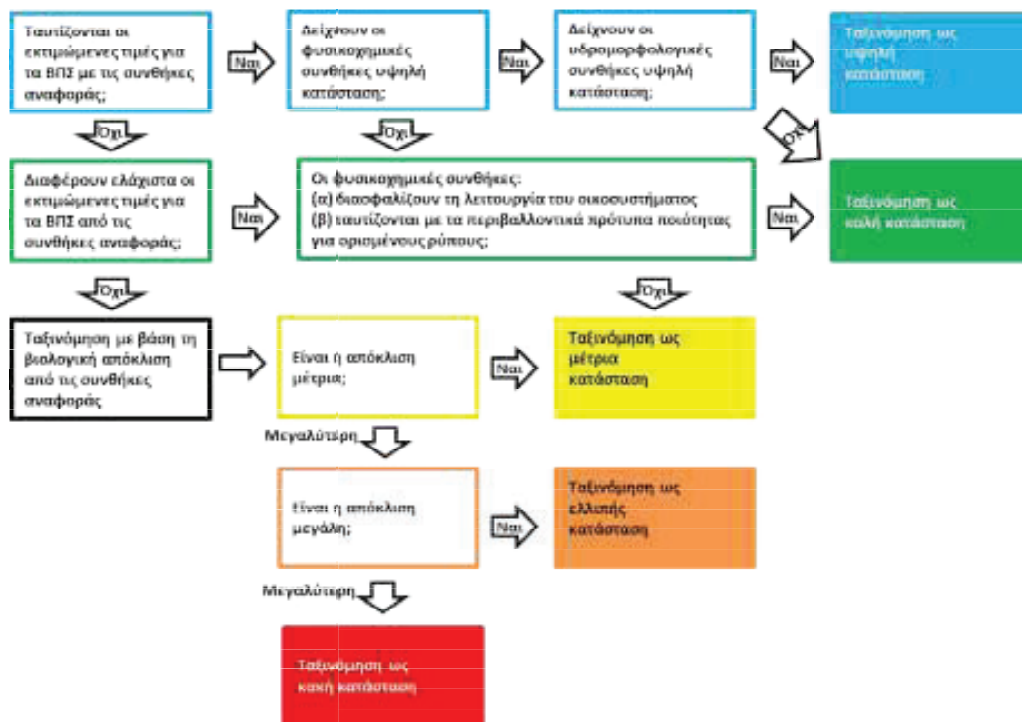 Ταυτίζονται οι
εκτιμώμενες τιμές για
τα ΒΠΣ με τις συνθήκες
αναφοράς;
Ναι
Δείχνουν οι
φυσικοχημικές
συνθήκες υψηλή
κατάσταση;
Ναι
Δείχνουν οι
υδρομορφολογικές
συνθήκες υψηλή
κατάσταση;
Ναι
Ταξινόμηση ως
υψηλή
κατάσταση
Όχι
Όχι
Όχι
Διαφέρουν ελάχιστα οι
εκτιμώμενες τιμές για
τα ΒΠΣ από τις
συνθήκες αναφοράς;
Ναι
Οι φυσικοχημικές συνθήκες:
(α) διασφαλίζουν τη λειτουργία του οικοσυστήματος
(β) ταυτίζονται με τα περιβαλλοντικά πρότυπα ποιότητας
για ορισμένους ρύπους;
Ναι
Ταξινόμηση ως
καλή κατάσταση
Όχι
Όχι
Ταξινόμηση με βάση τη
βιολογική απόκλιση
από τις συνθήκες
αναφοράς
Είναι η απόκλιση
μέτρια;
Ναι
Ταξινόμηση ως
μέτρια
κατάσταση
Μεγαλύτερη
Είναι η απόκλιση
μεγάλη;
Ναι
Ταξινόμηση ως
ελλιπής
κατάσταση
Μεγαλύτερη
Ταξινόμηση ως
κακή κατάσταση